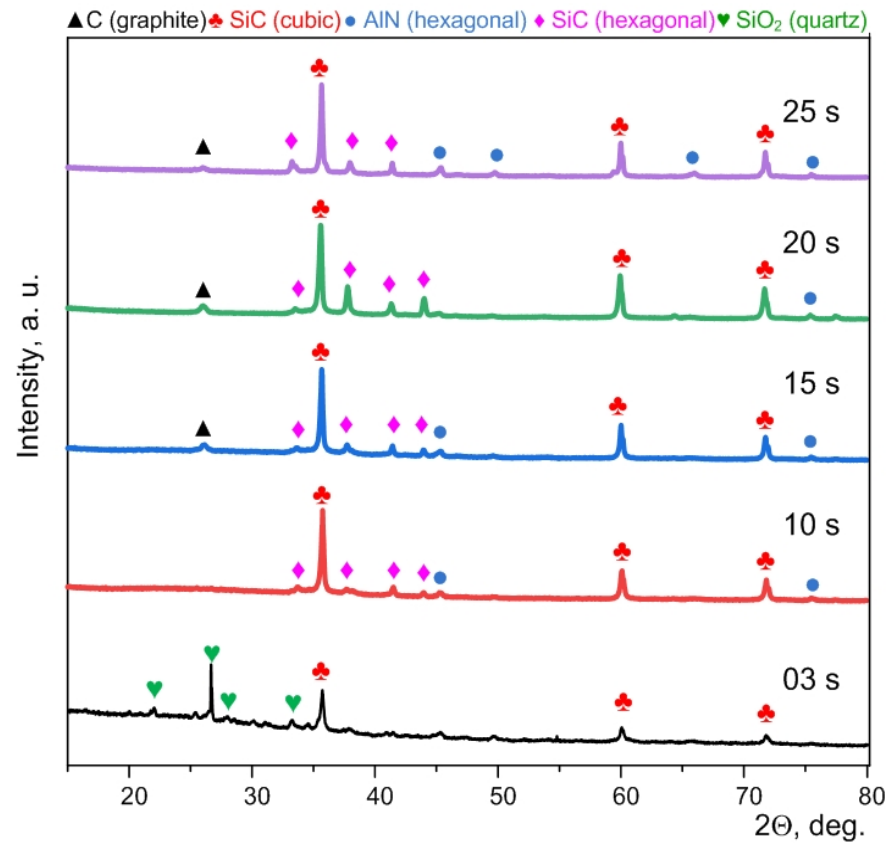 ▲ C (graphite) ♣ SiC (cubic) ● AlN (hexagonal) ♦ SiC (hexagonal) ♥ SiO₂ (quartz)
25 s
20 s
15 s
10 s
03 s
Intensity, a. u.
20 30 40 50 60 70 80
2Θ, deg.